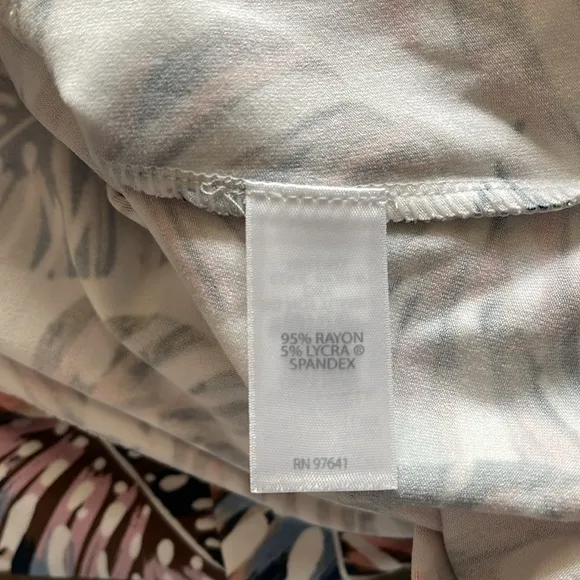 95% RAYON
5% LYCRA ®
SPANDEX
RN 97641